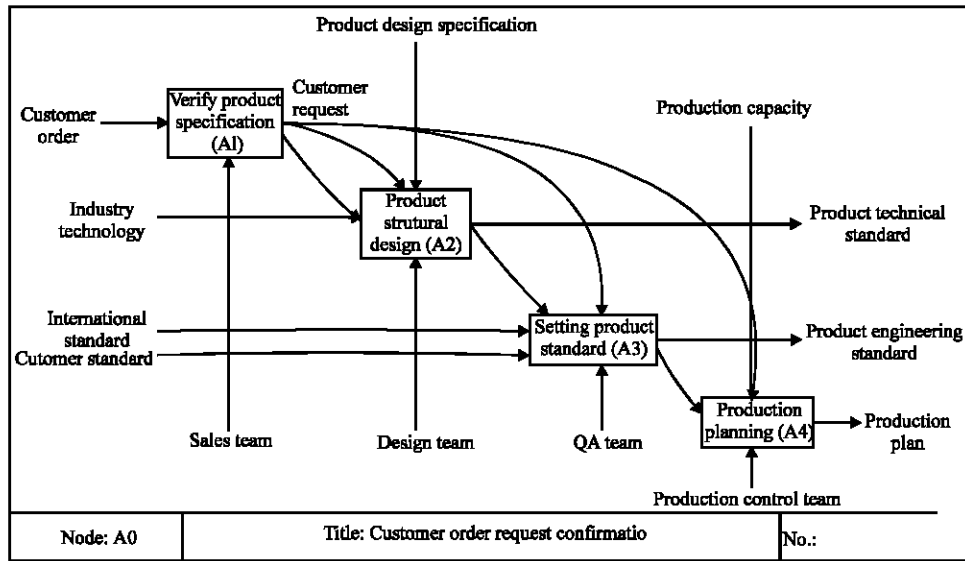 Product design specification
Customer
request
Verify product
specification
(Al)
Customer
order
Production capacity
Product
strutural
design (A2)
Industry
technology
Product technical
standard
International
standard
Cutomer standard
Setting product
standard (A3)
Product engineering
standard
Production
planning (A4)
Production
plan
Sales team
Design team
QA team
Production control team
Node: A0
Title: Customer order request confirmatio
No.: